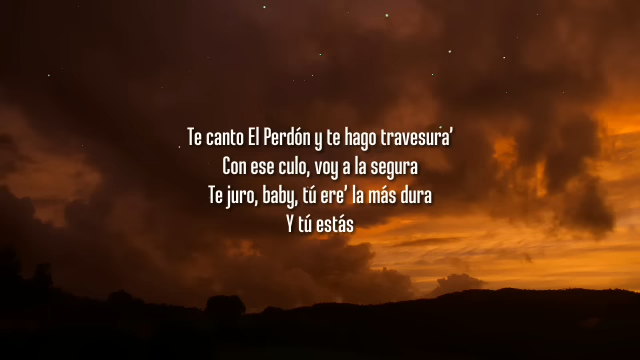 Te canto El Perdón y te hago travesura'
Con ese culo, voy a la segura
Te juro, baby, tú ere' la más dura
Y tú estás